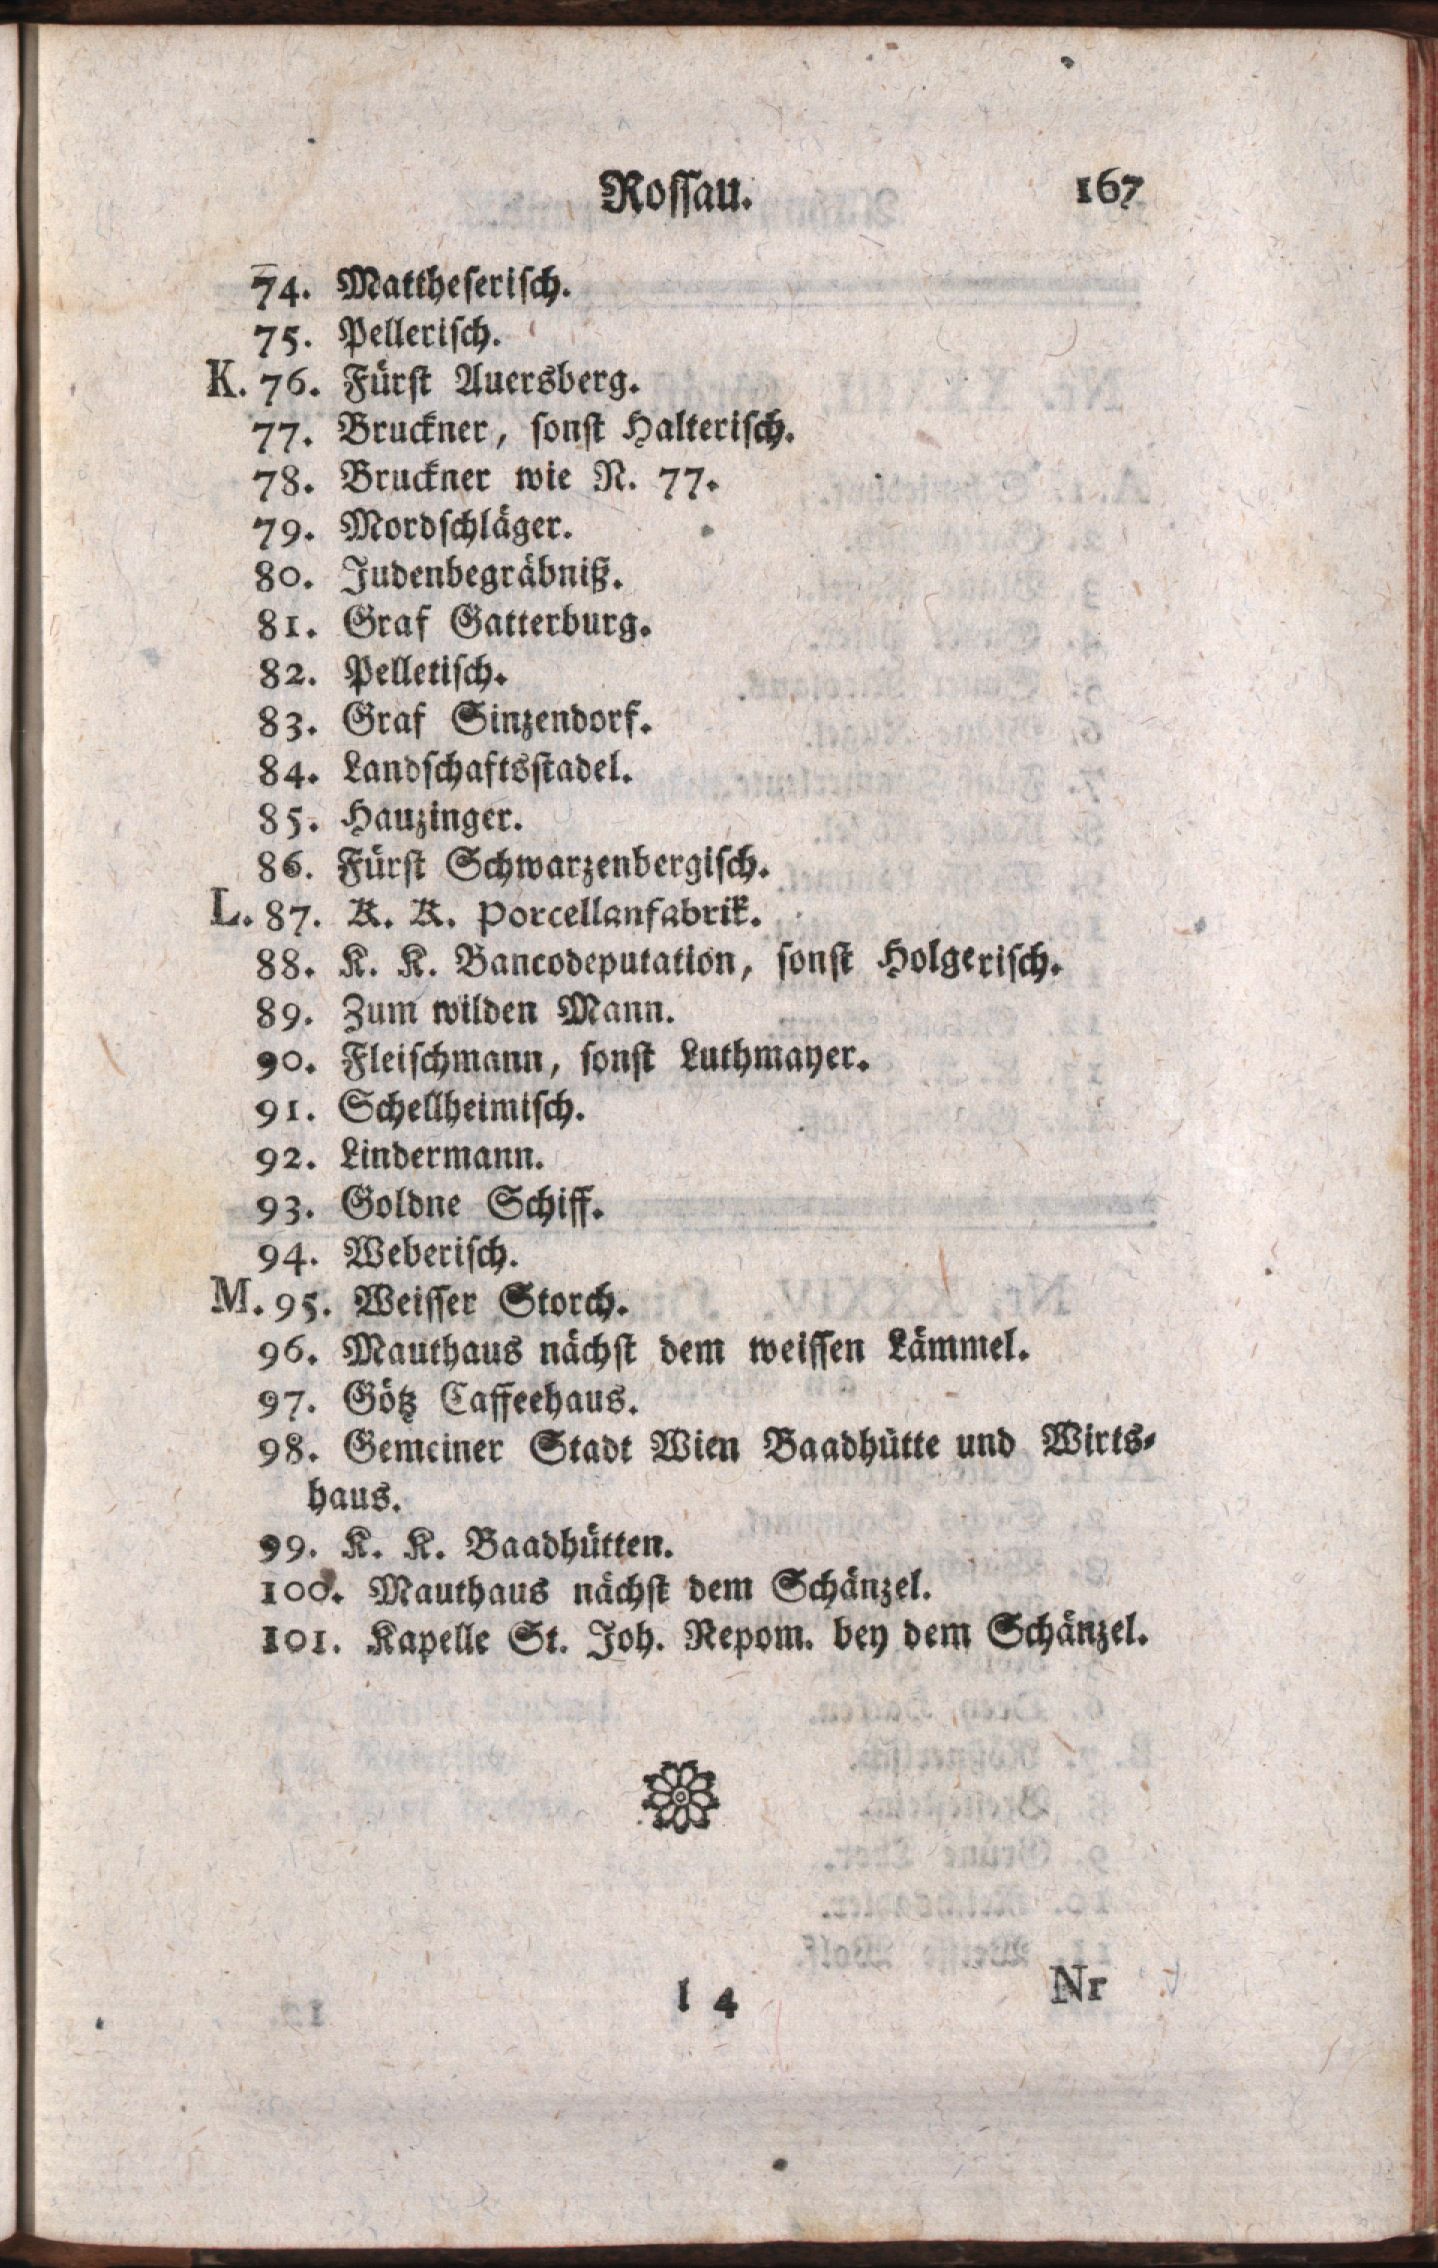 Rossau. 167
74. Mattheserisch.
75. Pellerisch.
K. 76. Fürst Auersberg.
77. Bruckner, sonst Halterisch.
78. Bruckner wie N. 77.
79. Mordschläger.
80. Judenbegräbniß.
81. Graf Gatterburg.
82. Pelletisch.
83. Graf Sinzendorf.
84. Landschaftsstadel.
85. Hauzinger.
86. Fürst Schwarzenbergisch.
L. 87. K. K. Porcellanfabrik.
88. K. K. Bancodeputation, sonst Holgerisch.
89. Zum wilden Mann.
90. Fleischmann, sonst Luthmayer.
91. Schellheimisch.
92. Lindermann.
93. Goldne Schiff.
94. Weberisch.
M. 95. Weisser Storch.
96. Mauthaus nächst dem weissen Lämmel.
97. Götz Caffeehaus.
98. Gemeiner Stadt Wien Baadhütte und Wirts-
haus.
99. K. K. Baadhütten.
100. Mauthaus nächst dem Schänzel.
101. Kapelle St. Joh. Nepom. bey dem Schänzel.
l 4 Nr